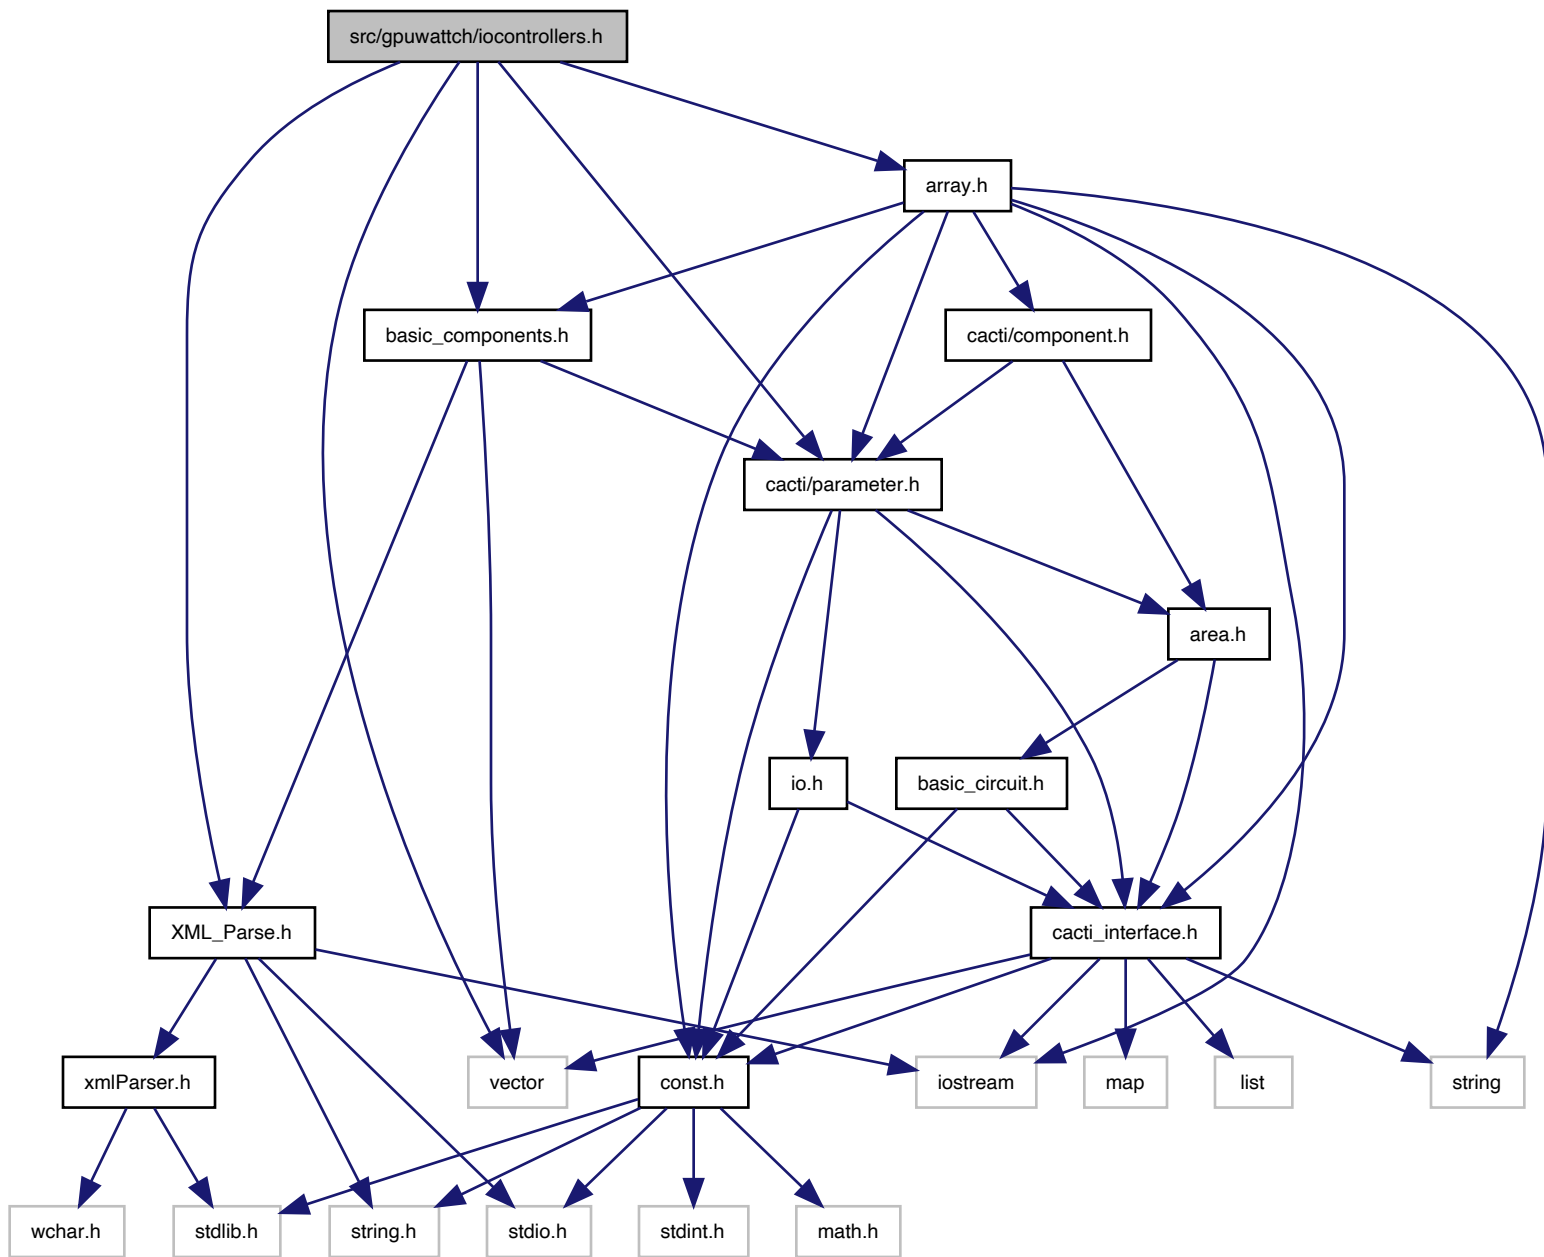 src/gpuwattch/iocontrollers.h
array.h
basic_components.h
cacti/component.h
cacti/parameter.h
area.h
io.h
basic_circuit.h
XML_Parse.h
cacti_interface.h
xmlParser.h
vector
const.h
iostream
map
list
string
wchar.h
stdlib.h
string.h
stdio.h
stdint.h
math.h